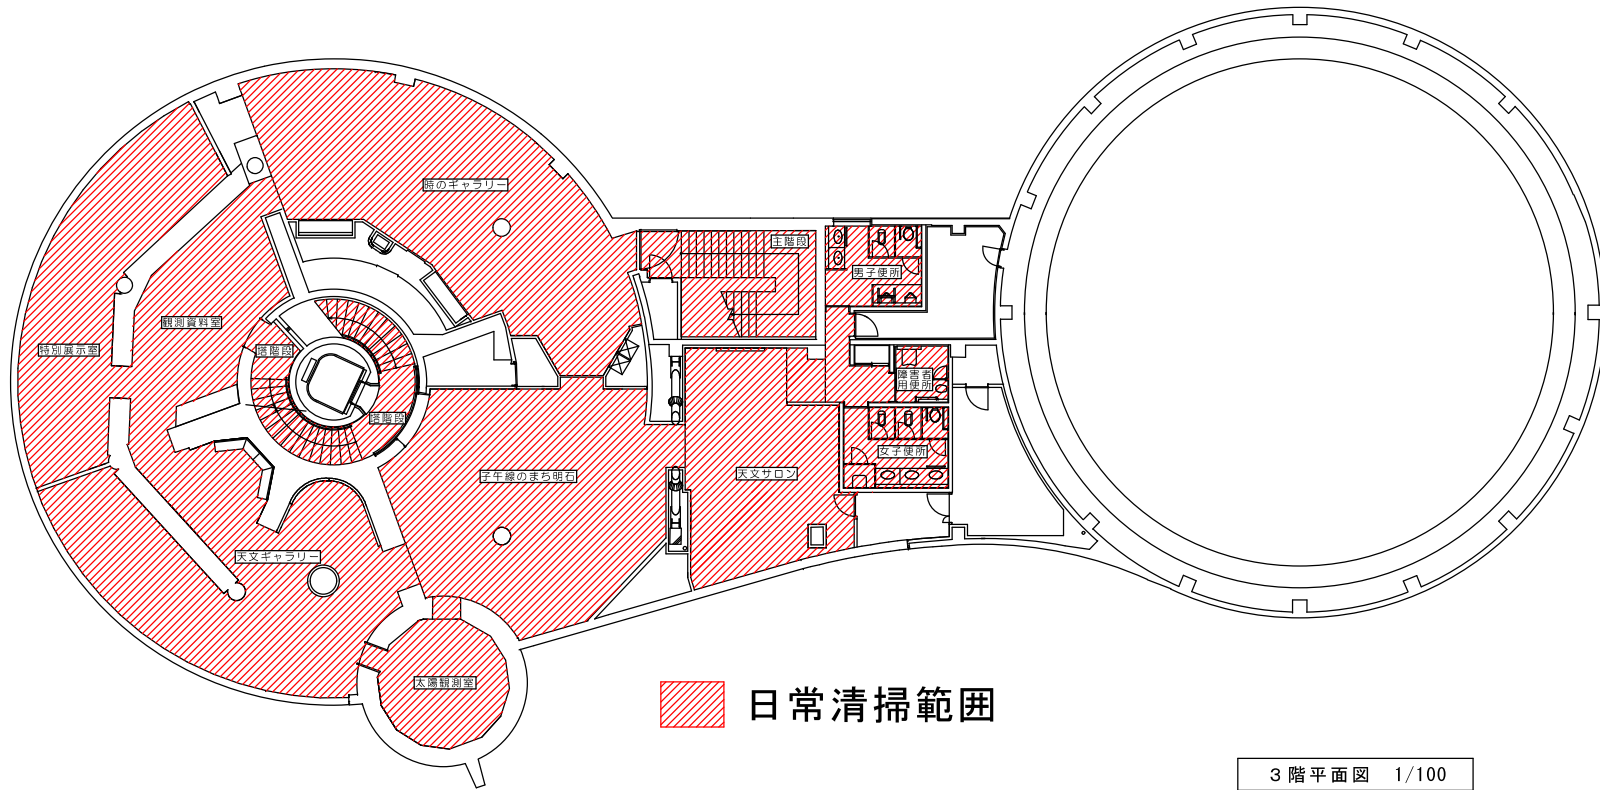 時のギャラリー
主階段
男子便所
観測資料室
特別展示室
塔階段
塔階段
障害者
用便所
女子便所
子午線のまち明石
天文サロン
天文ギャラリー
太陽観測室
日常清掃範囲
3階平面図 1/100